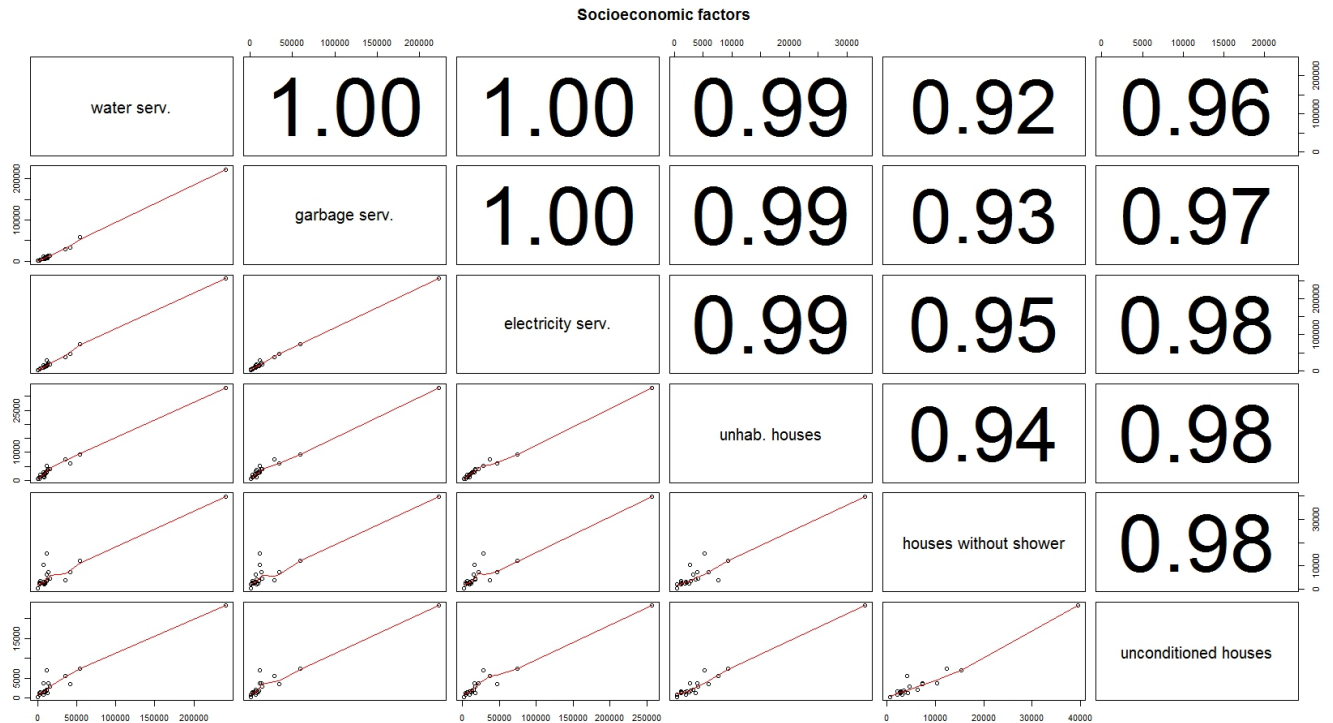 Socioeconomic factors
0 50000 100000 150000 200000
0 5000 10000 20000 30000
0 5000 10000 15000 20000
water serv.
1.00
1.00
0.99
0.92
0.96
0 100000 200000
0 100000 200000
garbage serv.
1.00
0.99
0.93
0.97
electricity serv.
0.99
0.95
0.98
0 100000 200000
0 10000 25000
unhab. houses
0.94
0.98
houses without shower
0.98
0 10000 30000
0 5000 15000
unconditioned houses
0 50000 100000 200000
0 50000 100000 150000 200000 250000
0 10000 20000 30000 40000